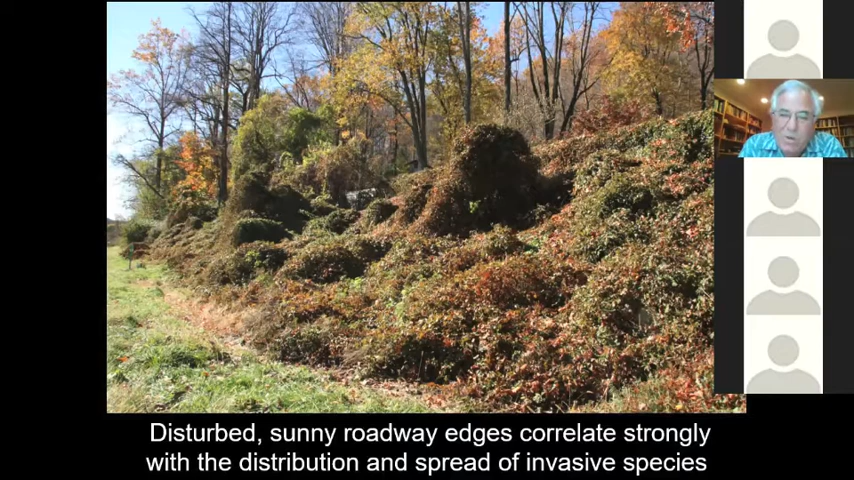 Disturbed, sunny roadway edges correlate strongly
with the distribution and spread of invasive species